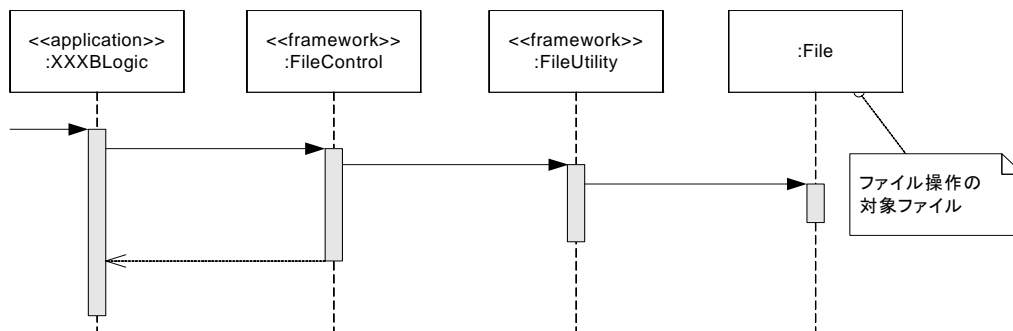 <<application>>
:XXXBLogic
<<framework>>
:FileControl
<<framework>>
:FileUtility
:File
ファイル操作の
対象ファイル